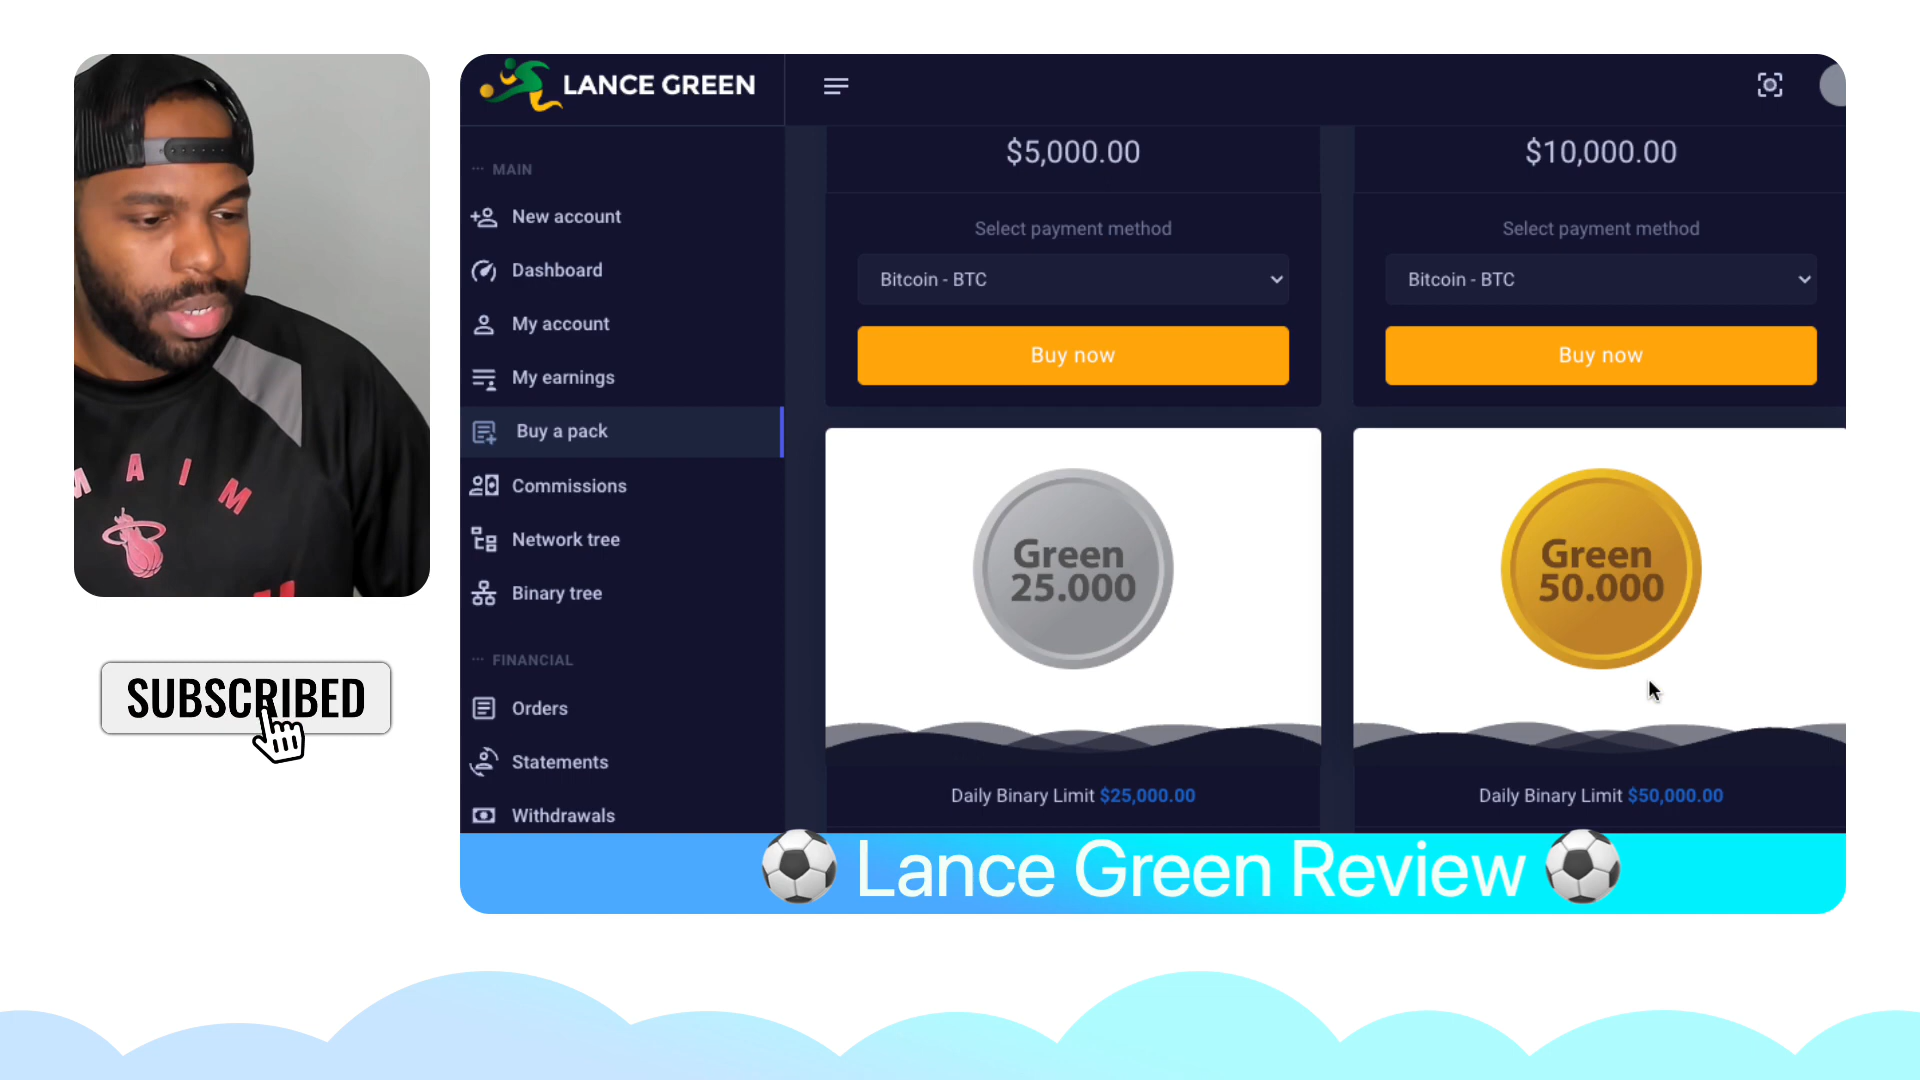 MAIM
SUBSCRIBED
LANCE GREEN
··· MAIN
New account
Dashboard
My account
My earnings
Buy a pack
Commissions
Network tree
Binary tree
··· FINANCIAL
Orders
Statements
Withdrawals
$5,000.00
Select payment method
Bitcoin - BTC
Buy now
$10,000.00
Select payment method
Bitcoin - BTC
Buy now
Green
25.000
Daily Binary Limit $25,000.00
Green
50.000
Daily Binary Limit $50,000.00
Lance Green Review